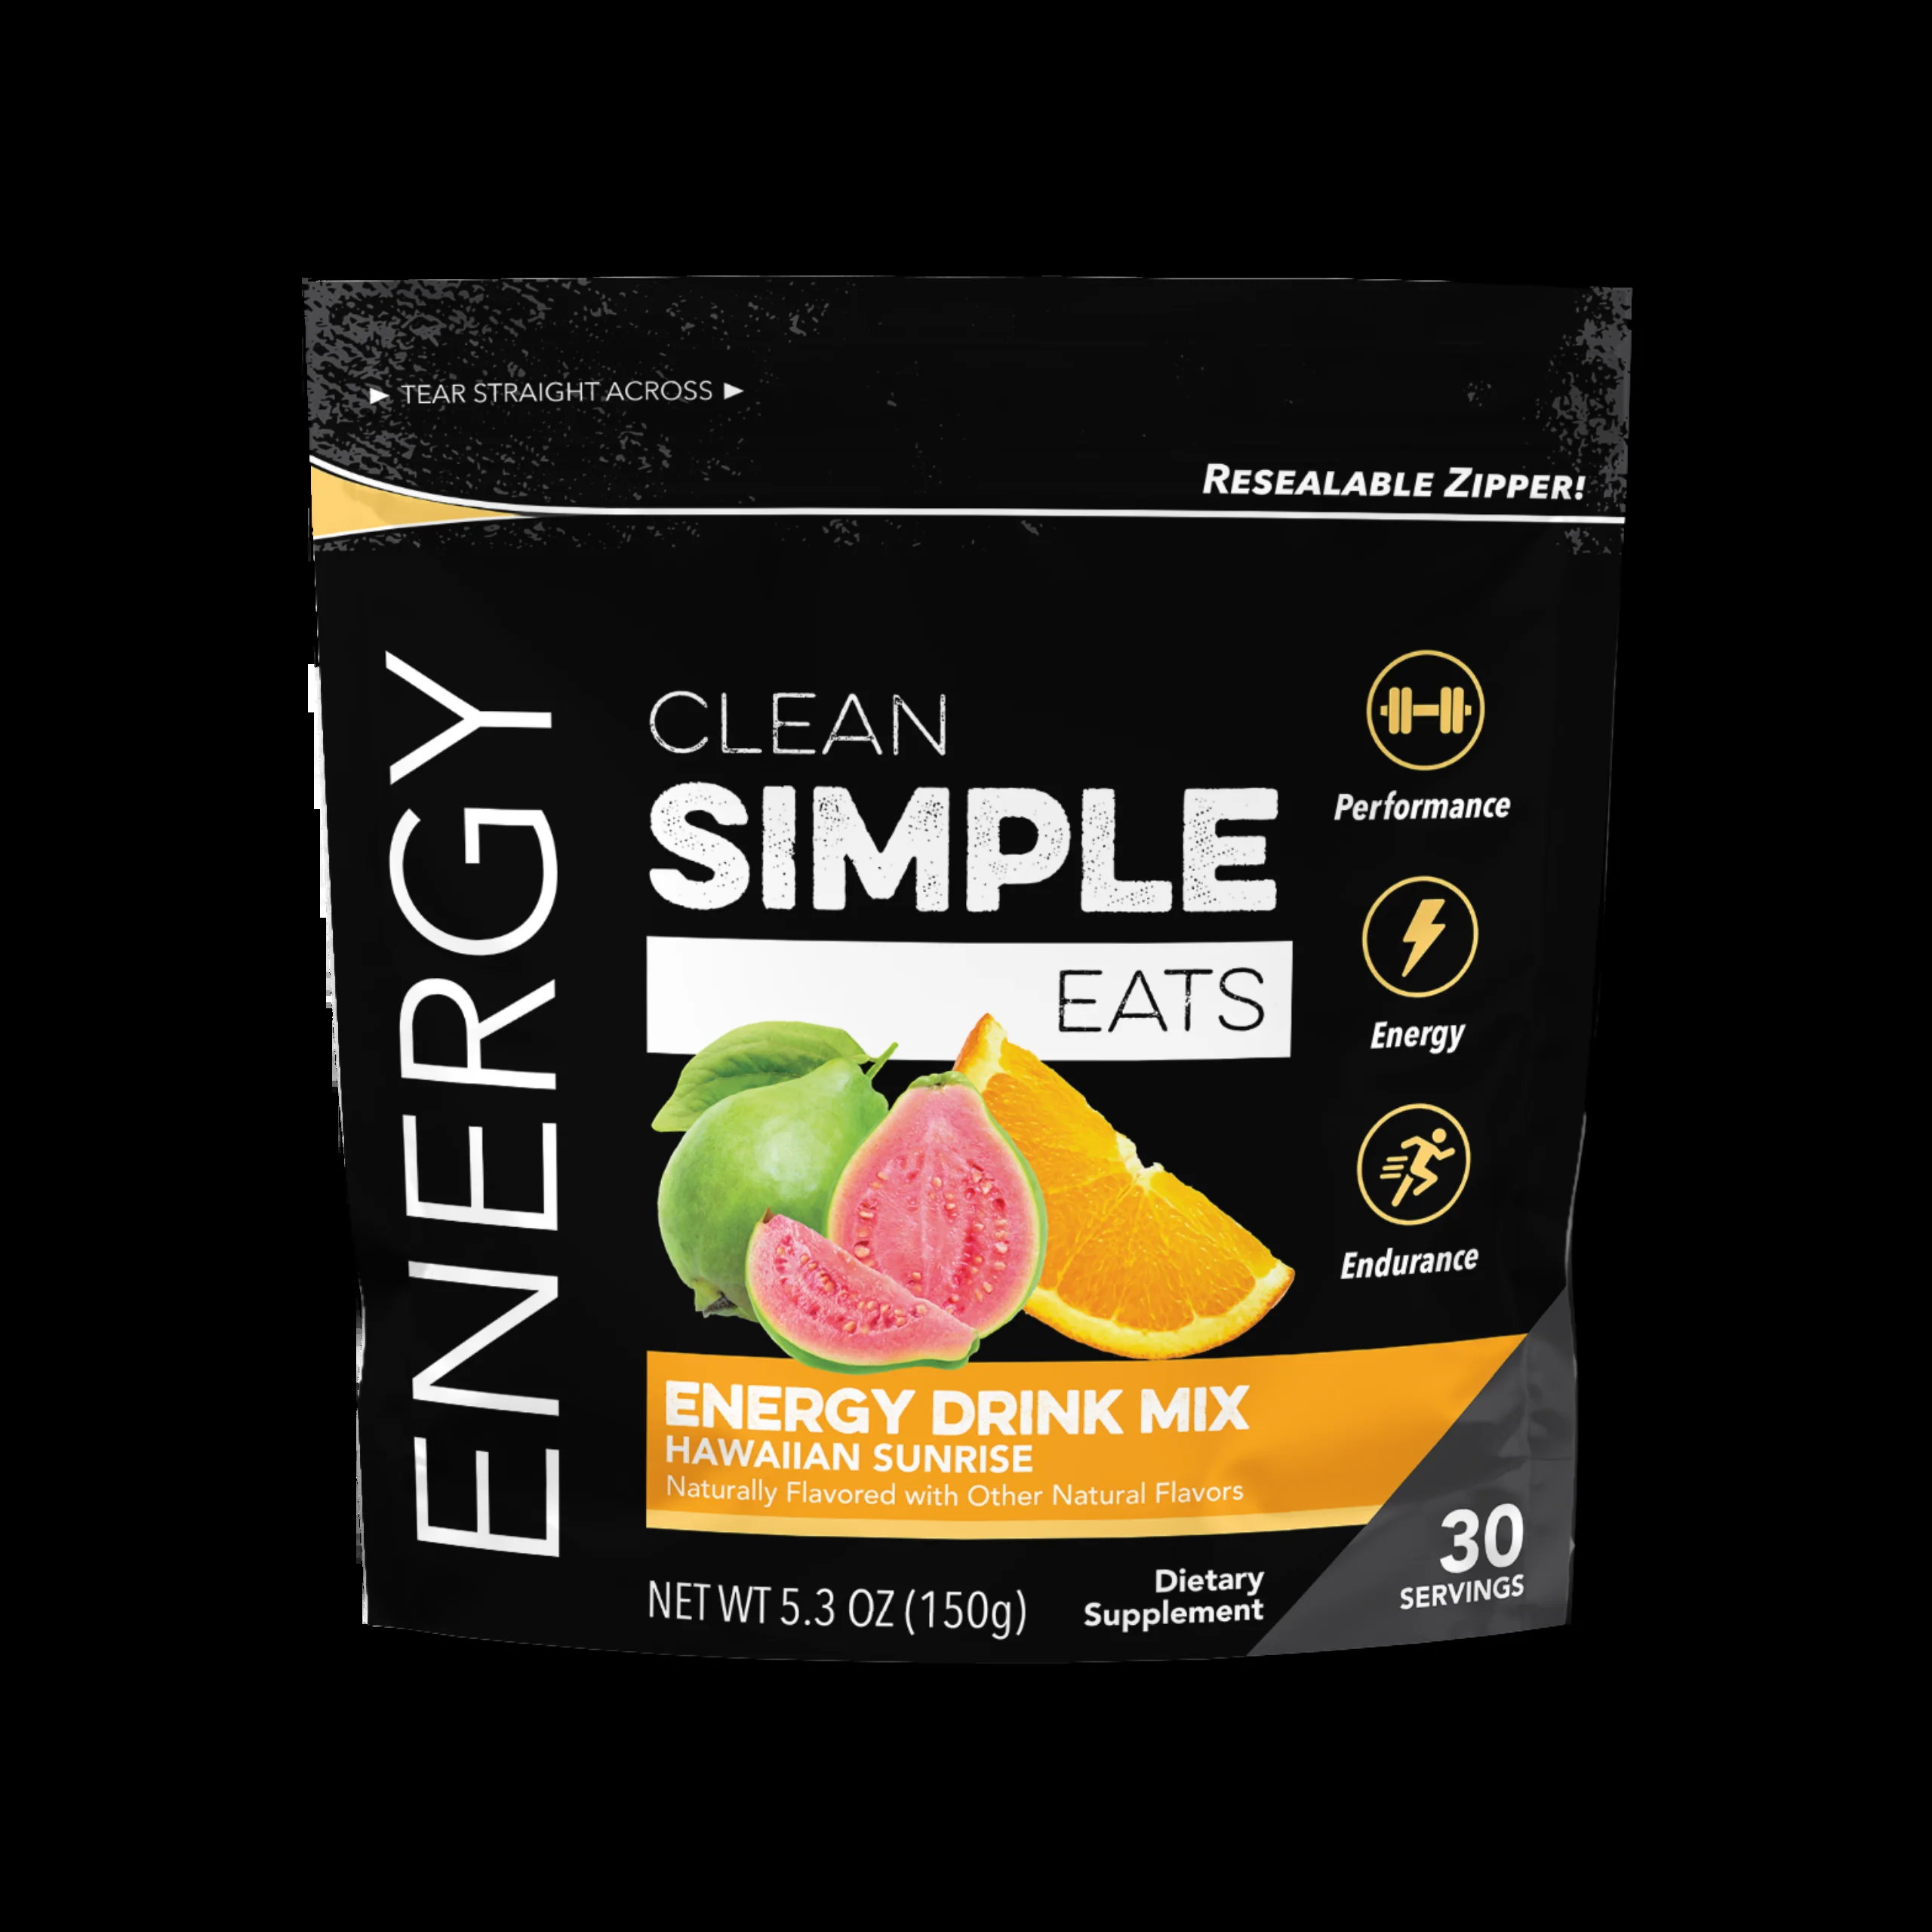 TEAR STRAIGHT ACROSS
RESEALABLE ZIPPER!
ENERGY
CLEAN
SIMPLE
EATS
Performance
Energy
Endurance
ENERGY DRINK MIX
HAWAIIAN SUNRISE
Naturally Flavored with Other Natural Flavors
NET WT 5.3 OZ (150g)
Dietary
Supplement
30
SERVINGS